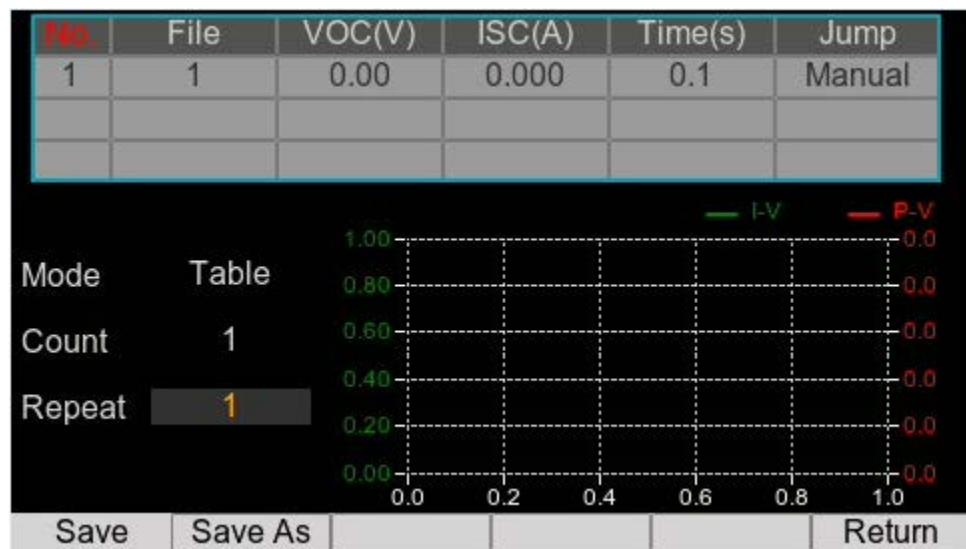 No. File VOC(V) ISC(A) Time(s) Jump
1 1 0.00 0.000 0.1 Manual
I-V P-V
1.00 0.0
Mode Table 0.80 0.0
Count 1 0.60 0.0
0.40 0.0
Repeat 1
0.20 0.0
0.00 0.0
0.0 0.2 0.4 0.6 0.8 1.0
Save Save As Return